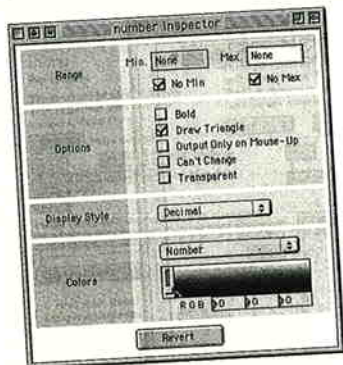 number Inspector
Range
Min. None Max None
No Min No Max
Options
Bold
Draw Triangle
Output Only on Mouse-Up
Can't Change
Transparent
Display Style
Decimal
Colors
Number
R G B 0 0 0
Revert